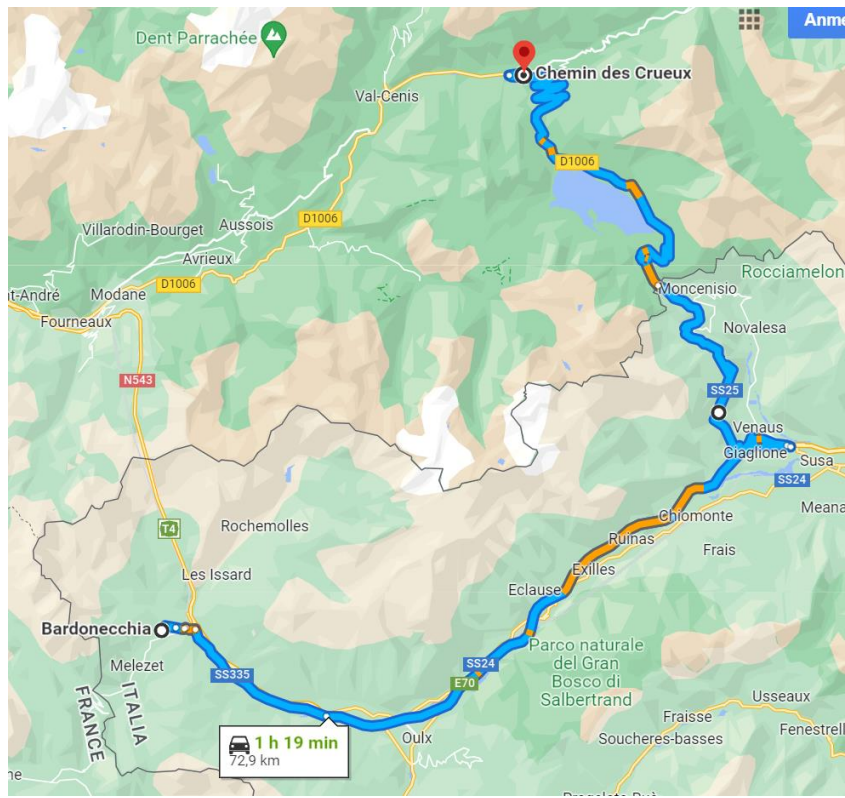 Anme
Dent Parrachée
Chemin des Crueux
Val-Cenis
D1006
D1006
Villarodin-Bourget
Aussois
Avrieux
D1006
Rocciamelon
nt-André
Modane
Moncenisio
Fourneaux
Novalesa
N543
SS25
Venaus
Giaglione
Susa
SS24
Meana
Chiomonte
T4
Rochemolles
Ruinas
Frais
Exilles
Les Issard
Eclause
Bardonecchia
Parco naturale
del Gran
Bosco di
Salbertrand
Melezet
SS24
SS335
E70
ITALIA
FRANCE
Usseaux
Fraisse
1 h 19 min
72,9 km
Oulx
Soucheres-basses
Fenestrell
ne